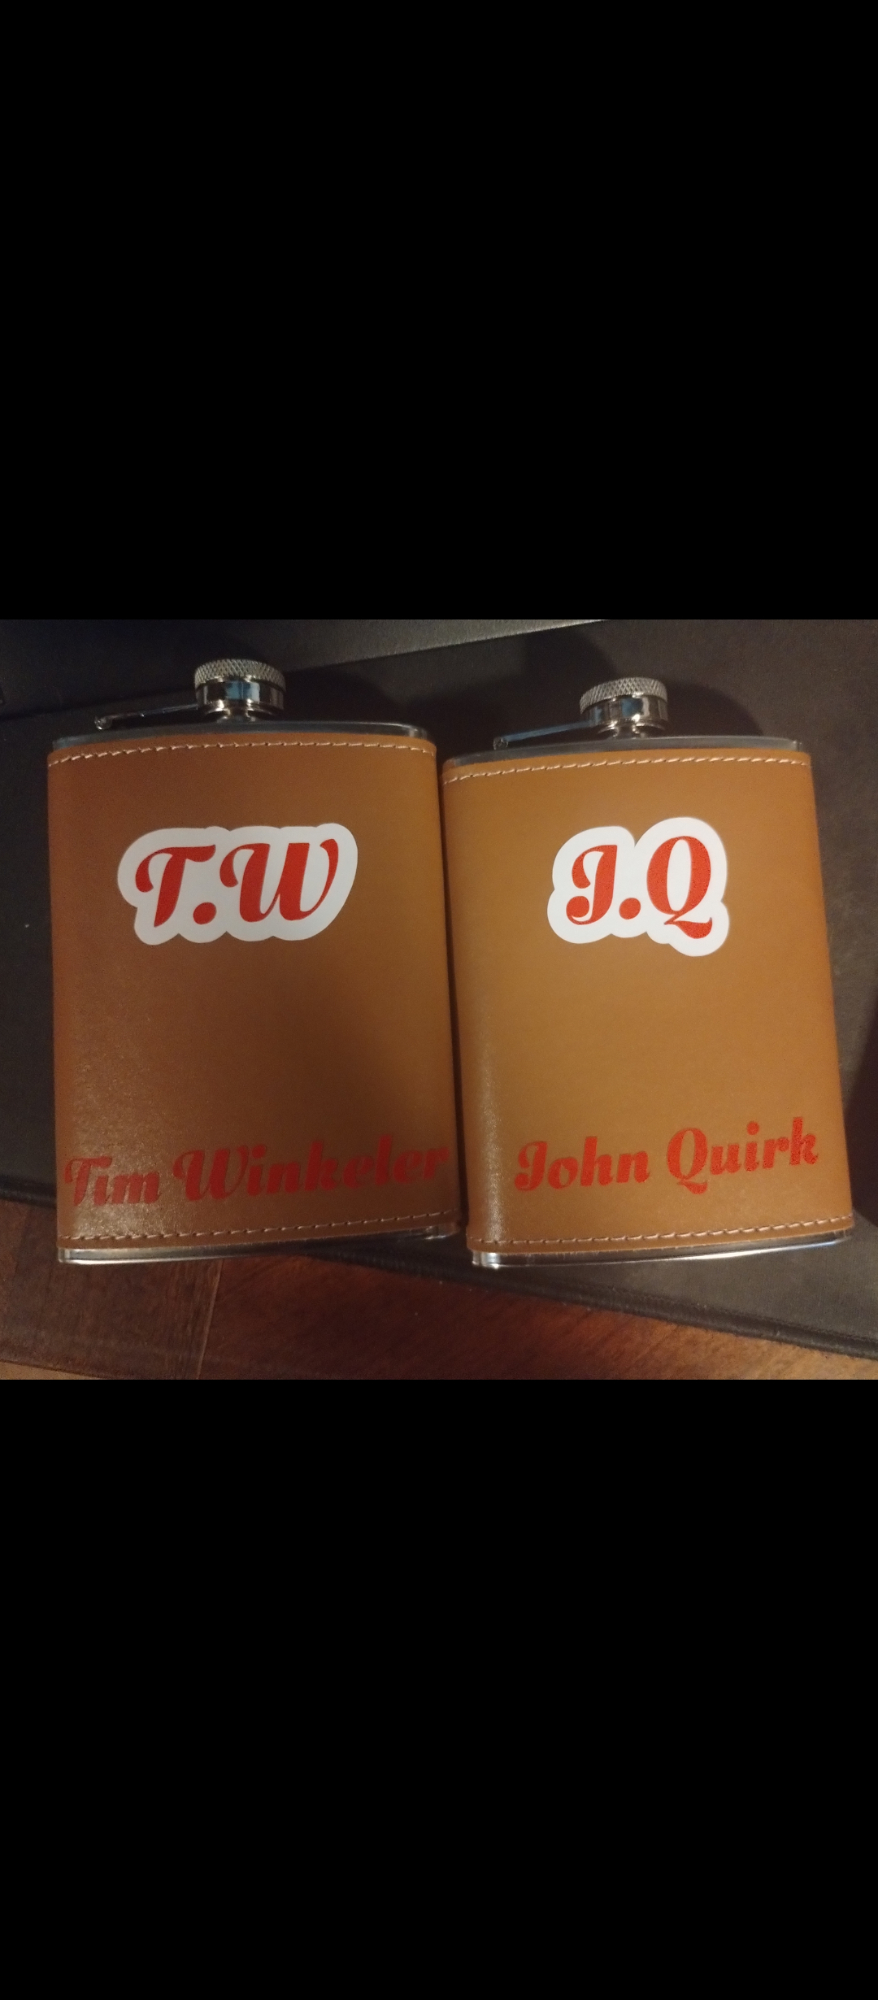 T.W
Tim Winkeler
J.Q
John Quirk